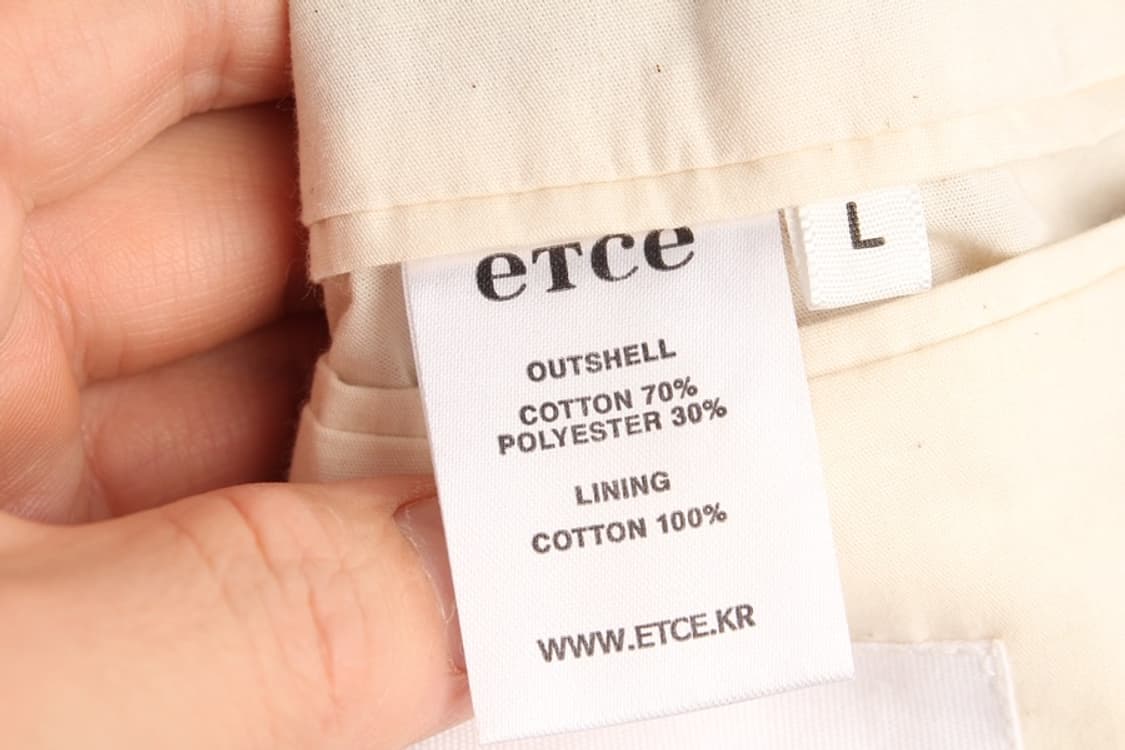 eTce
L
OUTSHELL
COTTON 70%
POLYESTER 30%
LINING
COTTON 100%
WWW.ETCE.KR